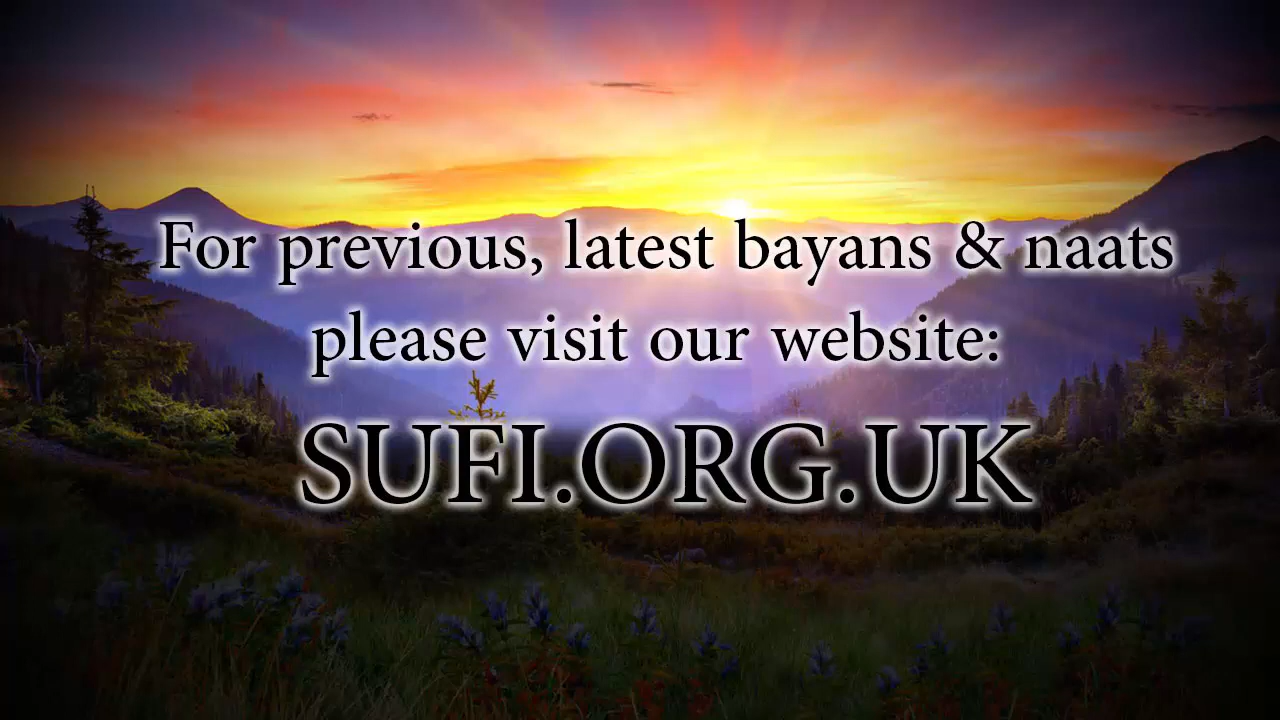 For previous, latest bayans & naats
please visit our website:
SUFI.ORG.UK